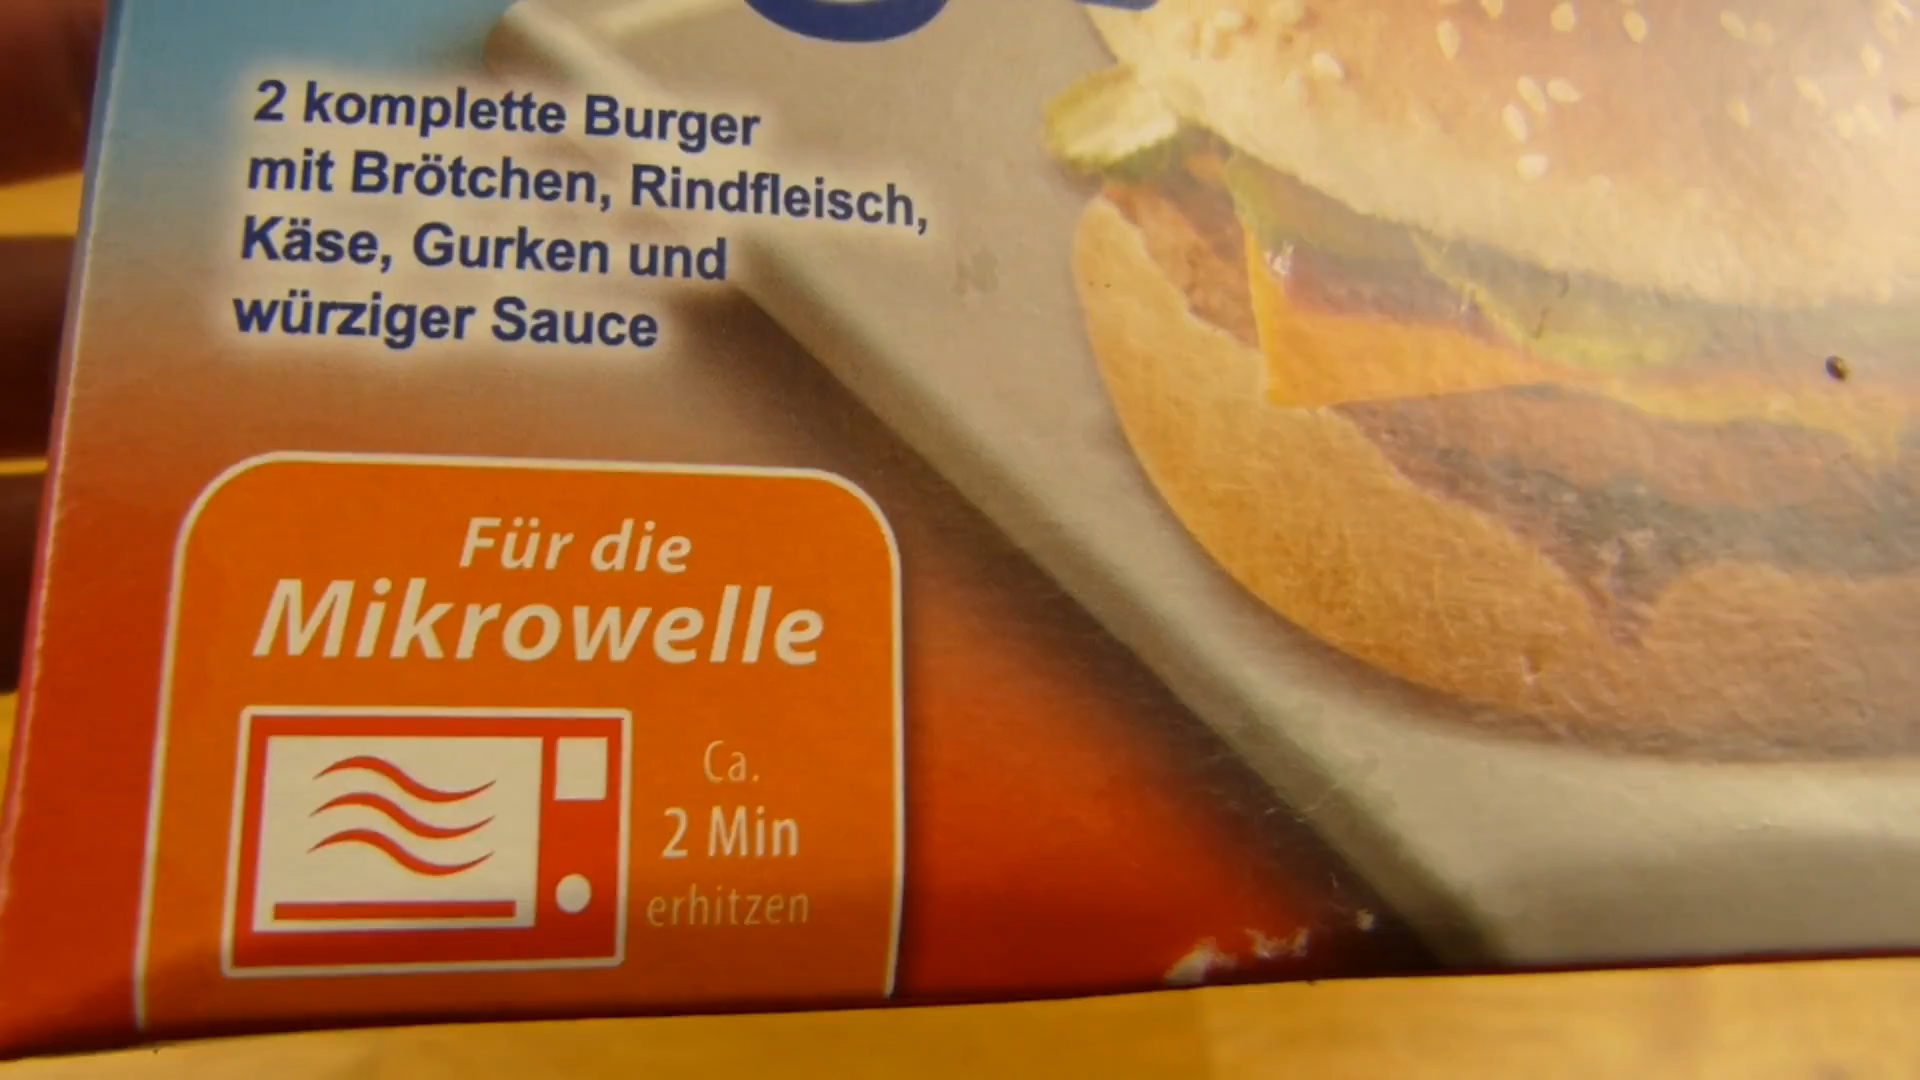 2 komplette Burger
mit Brötchen, Rindfleisch,
Käse, Gurken und
würziger Sauce
Für die
Mikrowelle
Ca.
2 Min
erhitzen